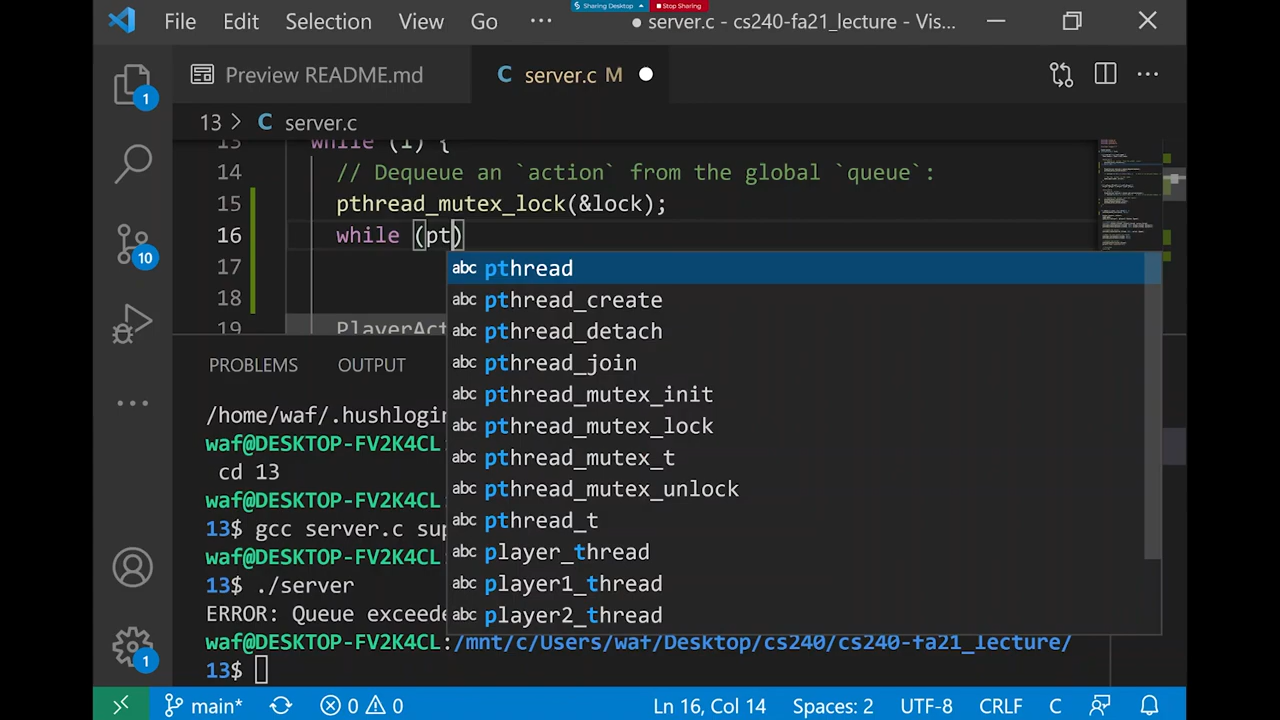 Sharing Desktop Stop Sharing
File Edit Selection View Go ··· ● server.c - cs240-fa21_lecture - Vis...
Preview README.md C server.c M
13 > C server.c
13 while (1) {
14 // Dequeue an `action` from the global `queue`:
15 pthread_mutex_lock(&lock);
16 while (pt)
17
18
19 PlayerAct
abc pthread
abc pthread_create
abc pthread_detach
abc pthread_join
abc pthread_mutex_init
abc pthread_mutex_lock
abc pthread_mutex_t
abc pthread_mutex_unlock
abc pthread_t
abc player_thread
abc player1_thread
abc player2_thread
PROBLEMS OUTPUT
/home/waf/.hushlogin
waf@DESKTOP-FV2K4CL:
cd 13
waf@DESKTOP-FV2K4CL:
13$ gcc server.c sup
waf@DESKTOP-FV2K4CL:
13$ ./server
ERROR: Queue exceede
waf@DESKTOP-FV2K4CL:/mnt/c/Users/waf/Desktop/cs240/cs240-fa21_lecture/
13$
1
10
1
main* 0 0 Ln 16, Col 14 Spaces: 2 UTF-8 CRLF C